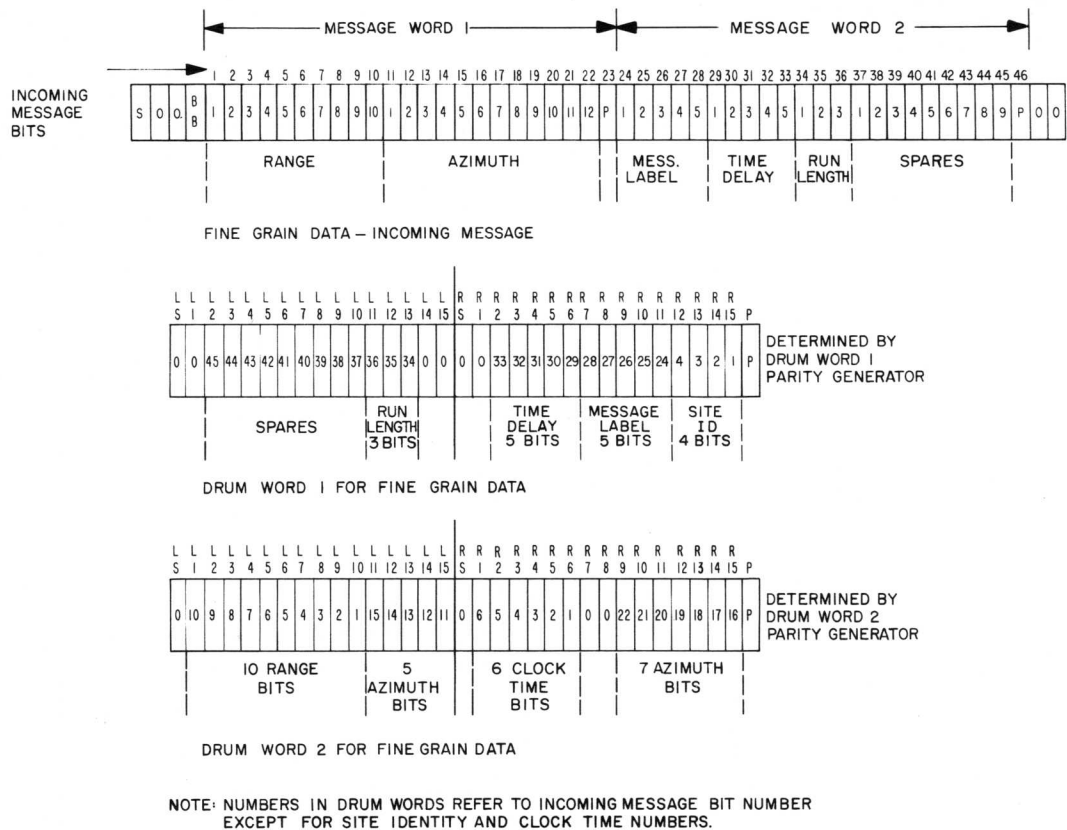 MESSAGE WORD 1
MESSAGE WORD 2
1 2 3 4 5 6 7 8 9 10 11 12 13 14 15 16 17 18 19 20 21 22 23 24 25 26 27 28 29 30 31 32 33 34 35 36 37 38 39 40 41 42 43 44 45 46
INCOMING MESSAGE BITS
S 0 0. B B 1 2 3 4 5 6 7 8 9 10 1 2 3 4 5 6 7 8 9 10 11 12 P 1 2 3 4 5 1 2 3 4 5 1 2 3 1 2 3 4 5 6 7 8 9 P 0 0
RANGE AZIMUTH MESS. LABEL TIME DELAY RUN LENGTH SPARES
FINE GRAIN DATA – INCOMING MESSAGE
L L L L L L L L L L L L L L L L R R R R R R R R R R R R R R R R
S 1 2 3 4 5 6 7 8 9 10 11 12 13 14 15 S 1 2 3 4 5 6 7 8 9 10 11 12 13 14 15 P
0 0 45 44 43 42 41 40 39 38 37 36 35 34 0 0 0 0 33 32 31 30 29 28 27 26 25 24 4 3 2 1 P
DETERMINED BY
DRUM WORD 1
PARITY GENERATOR
SPARES RUN LENGTH 3 BITS TIME DELAY 5 BITS MESSAGE LABEL 5 BITS SITE ID 4 BITS
DRUM WORD 1 FOR FINE GRAIN DATA
L L L L L L L L L L L L L L L L R R R R R R R R R R R R R R R R
S 1 2 3 4 5 6 7 8 9 10 11 12 13 14 15 S 1 2 3 4 5 6 7 8 9 10 11 12 13 14 15 P
0 10 9 8 7 6 5 4 3 2 1 15 14 13 12 11 0 6 5 4 3 2 1 0 0 22 21 20 19 18 17 16 P
DETERMINED BY
DRUM WORD 2
PARITY GENERATOR
10 RANGE BITS 5 AZIMUTH BITS 6 CLOCK TIME BITS 7 AZIMUTH BITS
DRUM WORD 2 FOR FINE GRAIN DATA
NOTE: NUMBERS IN DRUM WORDS REFER TO INCOMING MESSAGE BIT NUMBER
EXCEPT FOR SITE IDENTITY AND CLOCK TIME NUMBERS.